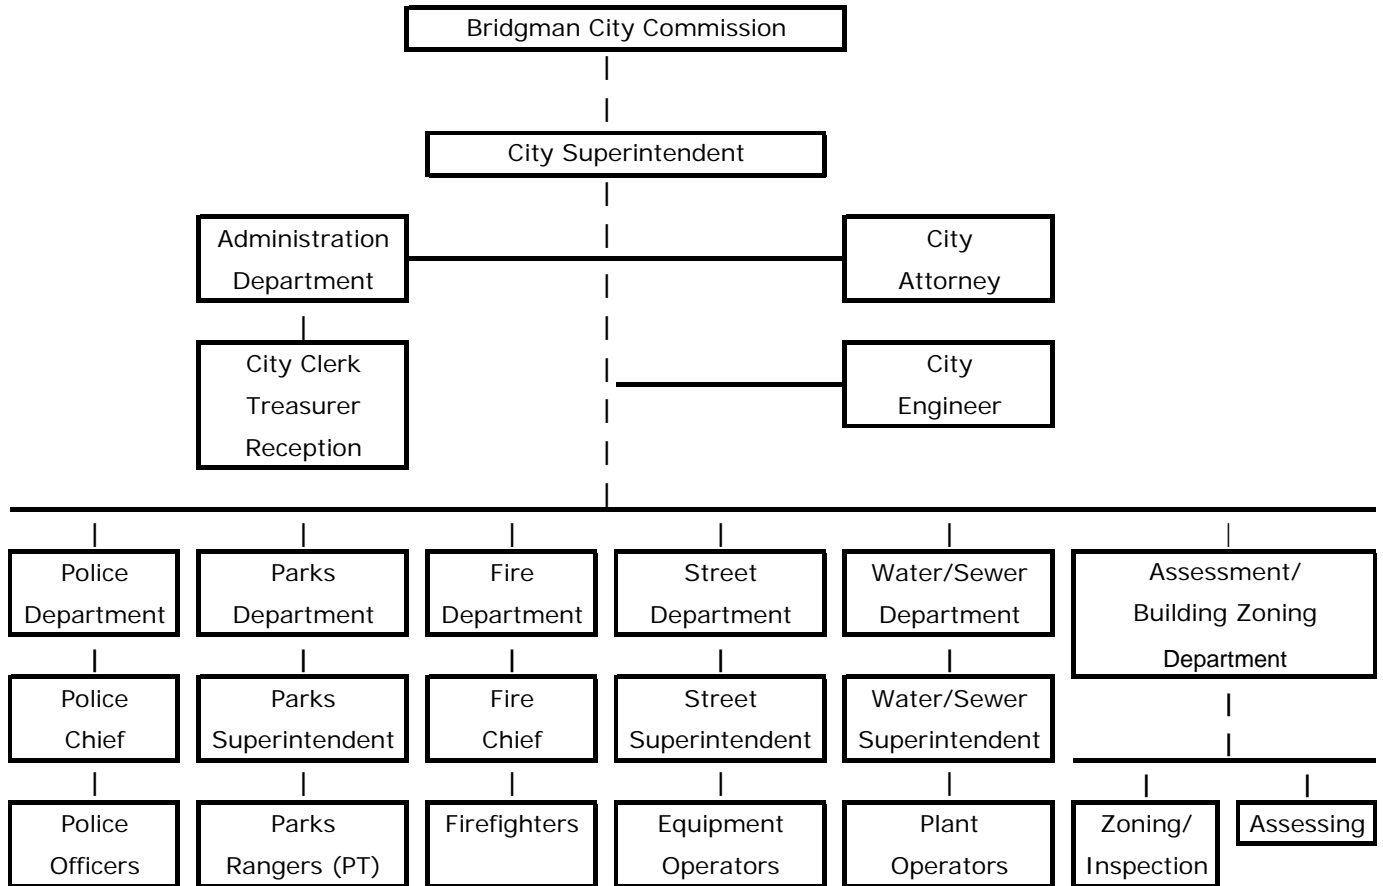 Bridgman City Commission
City Superintendent
Administration
Department
City
Attorney
City Clerk
Treasurer
Reception
City
Engineer
Police
Department
Parks
Department
Fire
Department
Street
Department
Water/Sewer
Department
Assessment/
Building Zoning
Department
Police
Chief
Parks
Superintendent
Fire
Chief
Street
Superintendent
Water/Sewer
Superintendent
Police
Officers
Parks
Rangers (PT)
Firefighters
Equipment
Operators
Plant
Operators
Zoning/
Inspection
Assessing